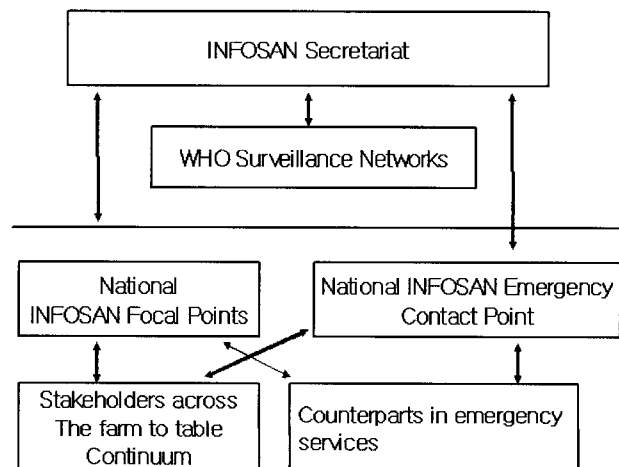 INFOSAN Secretariat
WHO Surveillance Networks
National
INFOSAN Focal Points
National INFOSAN Emergency
Contact Point
Stakeholders across
The farm to table
Continuum
Counterparts in emergency
services